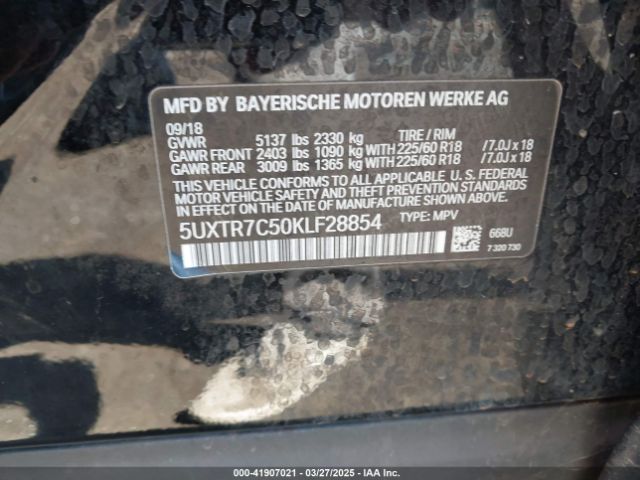 MFD BY BAYERISCHE MOTOREN WERKE AG
09/18
GVWR 5137 lbs 2330 kg TIRE / RIM
GAWR FRONT 2403 lbs 1090 kg WITH 225/60 R18 /7.0J x 18
GAWR REAR 3009 lbs 1365 kg WITH 225/60 R18 /7.0J x 18
THIS VEHICLE CONFORMS TO ALL APPLICABLE U. S. FEDERAL
MOTOR VEHICLE SAFETY AND THEFT PREVENTION STANDARDS
IN EFFECT ON THE DATE OF MANUFACTURE SHOWN ABOVE.
5UXTR7C50KLF28854 TYPE: MPV
668U
7 320 730
000-41907021 | 03/27/2025 | IAA Inc.